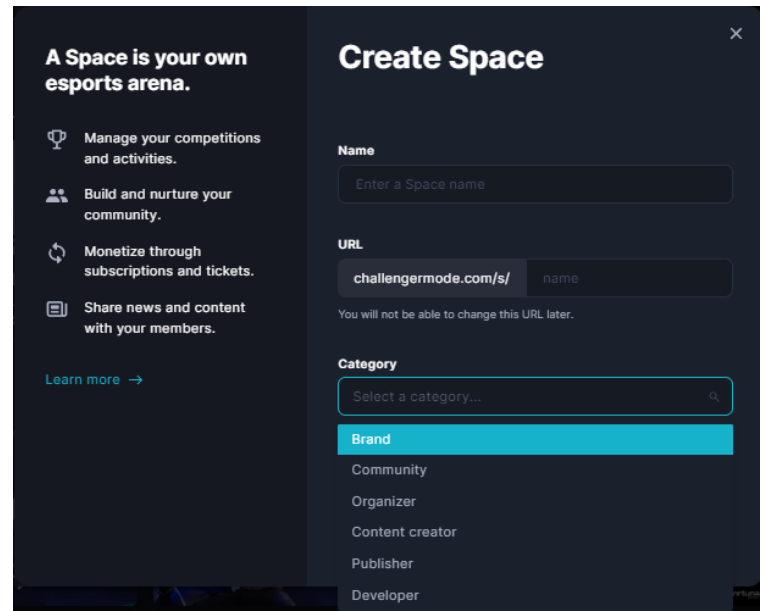 A Space is your own
esports arena.
Manage your competitions
and activities.
Build and nurture your
community.
Monetize through
subscriptions and tickets.
Share news and content
with your members.
Learn more →
Create Space
Name
Enter a Space name
URL
challengermode.com/s/ name
You will not be able to change this URL later.
Category
Select a category...
Brand
Community
Organizer
Content creator
Publisher
Developer